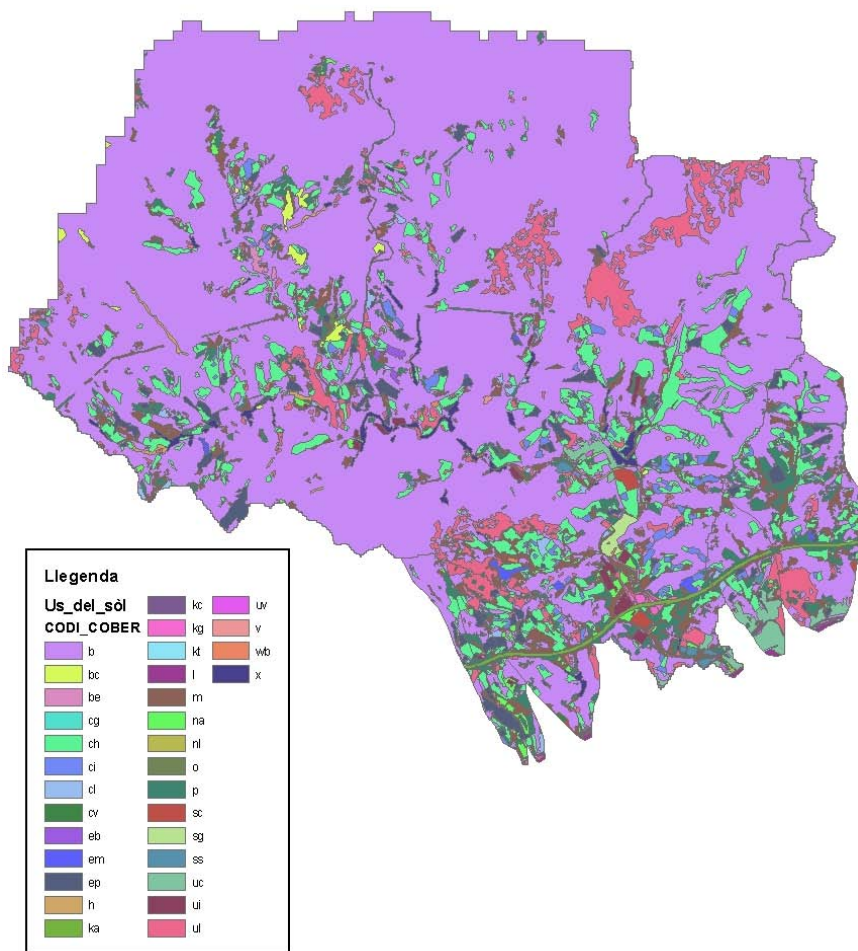 Llegenda
Us_del_sòl
CODI_COBER
b
bc
be
cg
ch
ci
cl
cv
eb
em
ep
h
ka
kc
kg
kt
l
m
na
nl
o
p
sc
sg
ss
uc
ui
ul
uv
v
wb
x